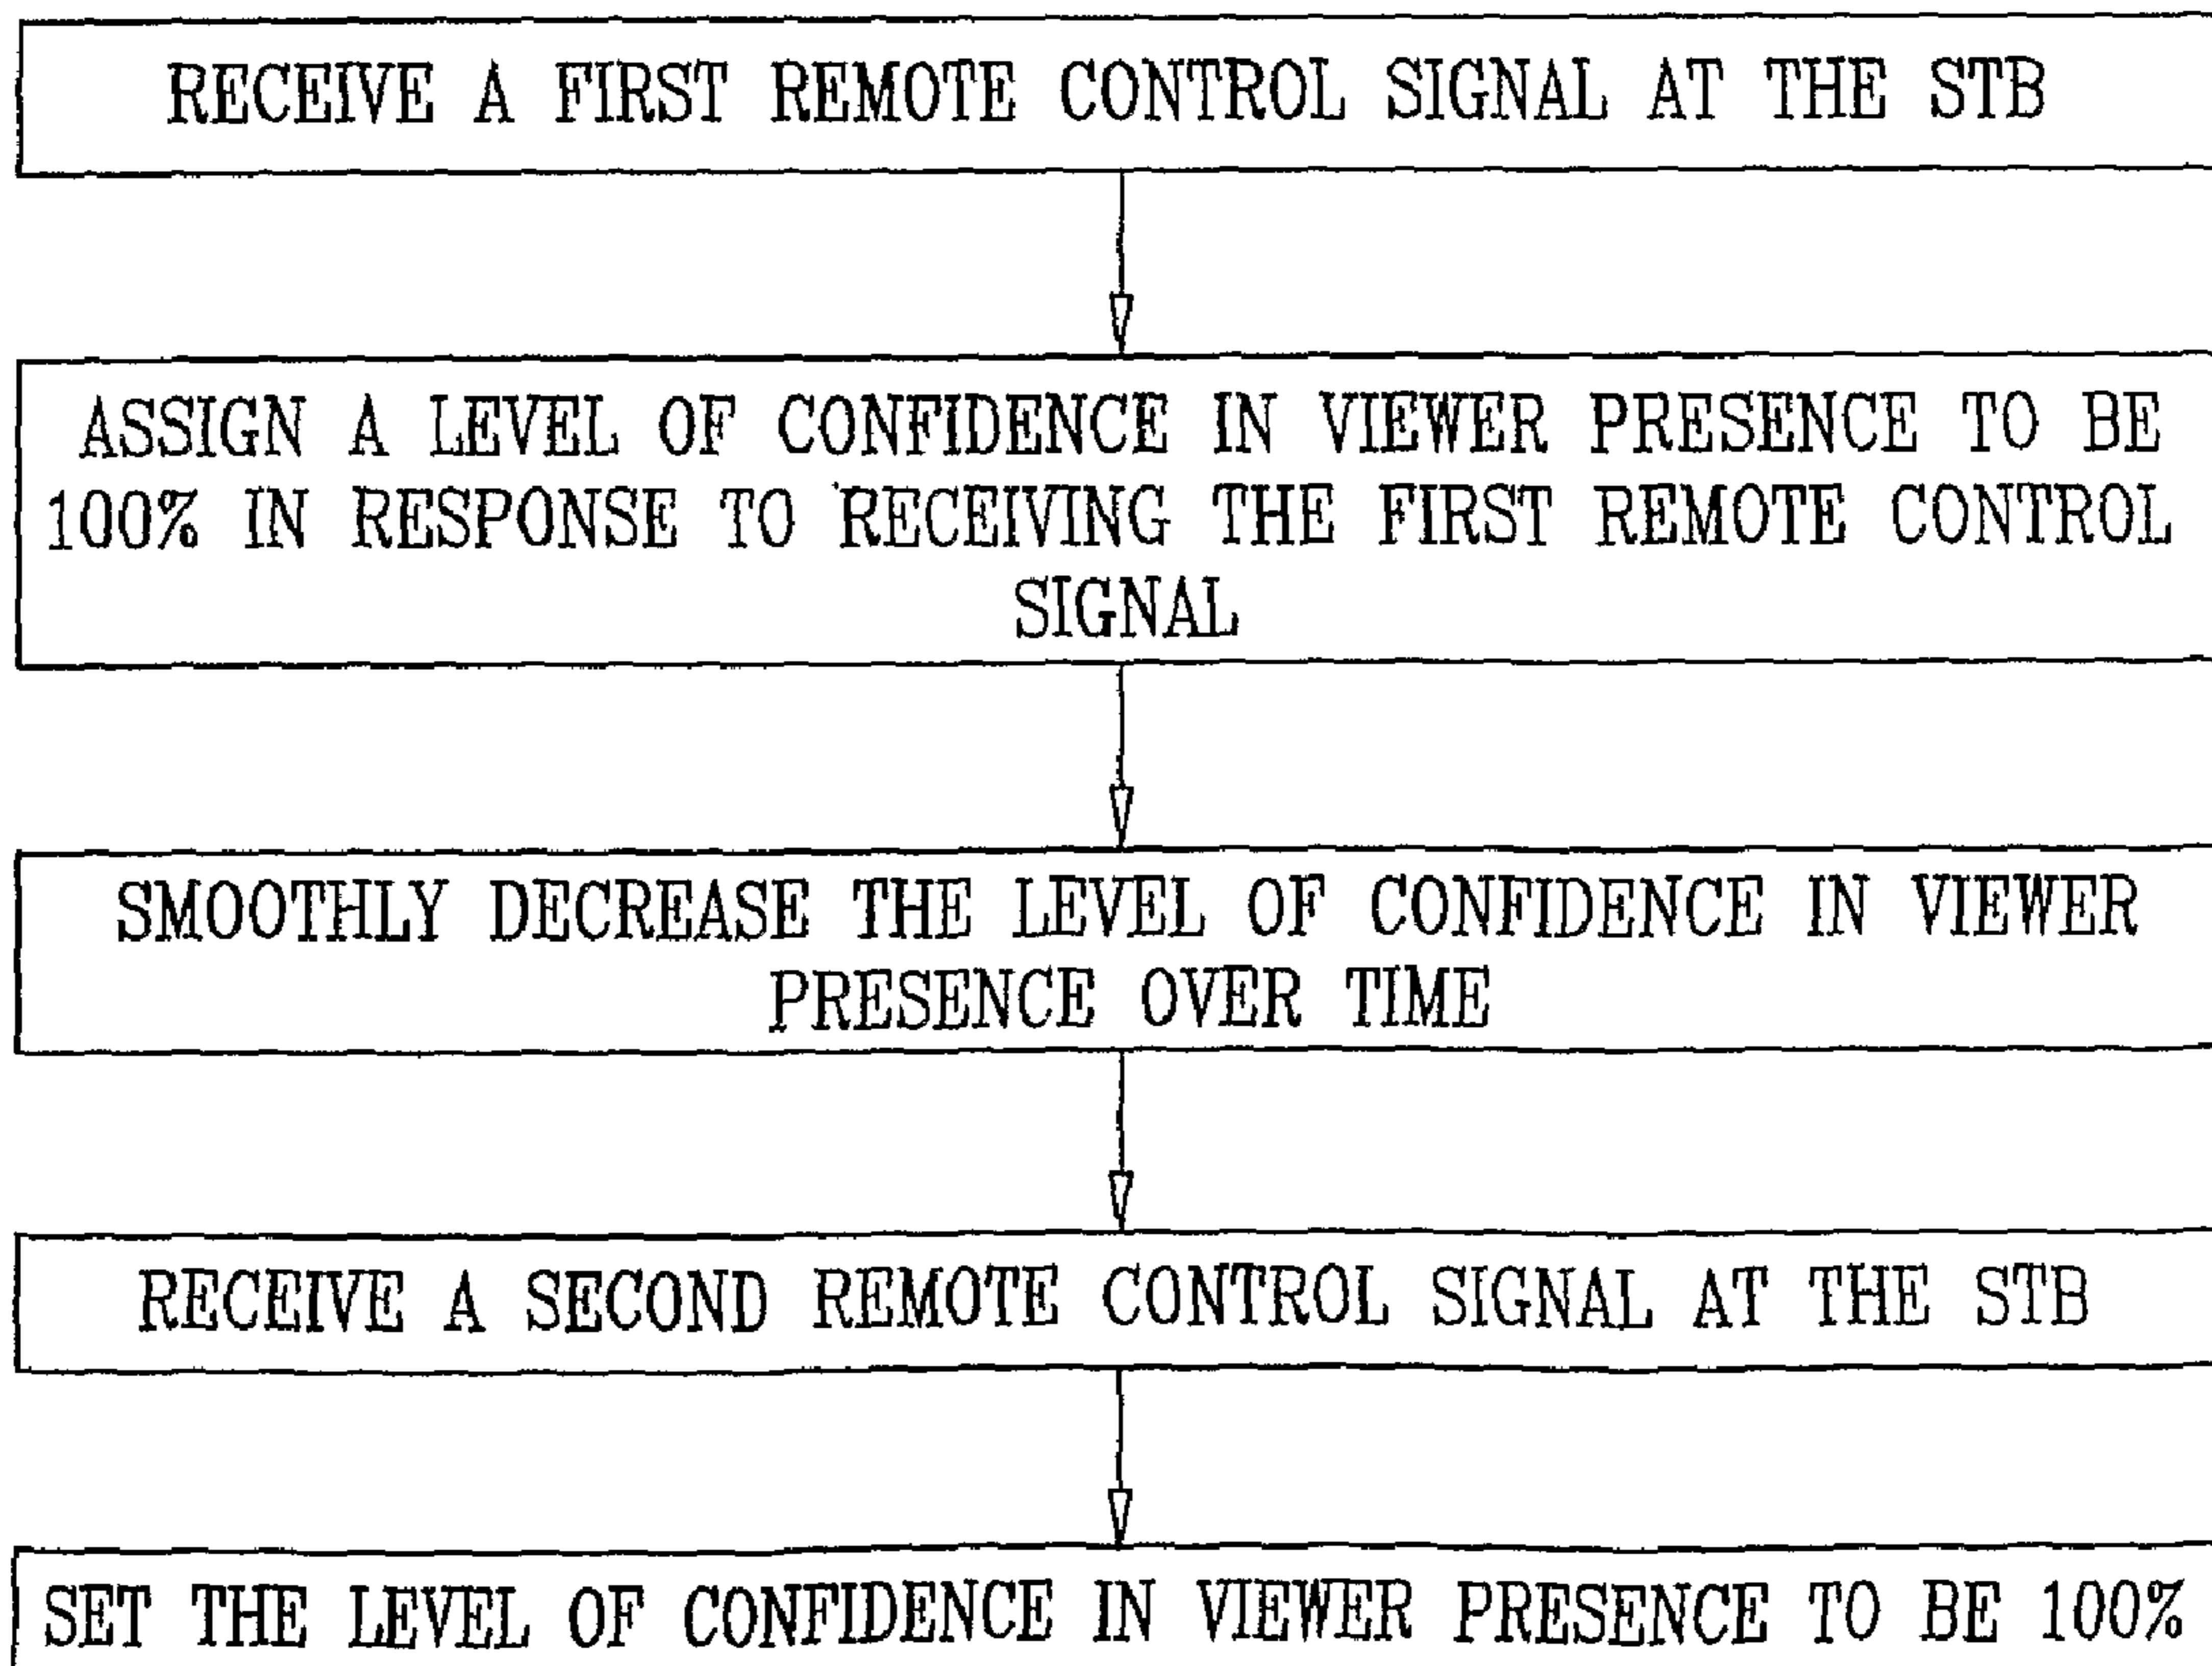 RECEIVE A FIRST REMOTE CONTROL SIGNAL AT THE STB
ASSIGN A LEVEL OF CONFIDENCE IN VIEWER PRESENCE TO BE
100% IN RESPONSE TO RECEIVING THE FIRST REMOTE CONTROL
SIGNAL
SMOOTHLY DECREASE THE LEVEL OF CONFIDENCE IN VIEWER
PRESENCE OVER TIME
RECEIVE A SECOND REMOTE CONTROL SIGNAL AT THE STB
SET THE LEVEL OF CONFIDENCE IN VIEWER PRESENCE TO BE 100%